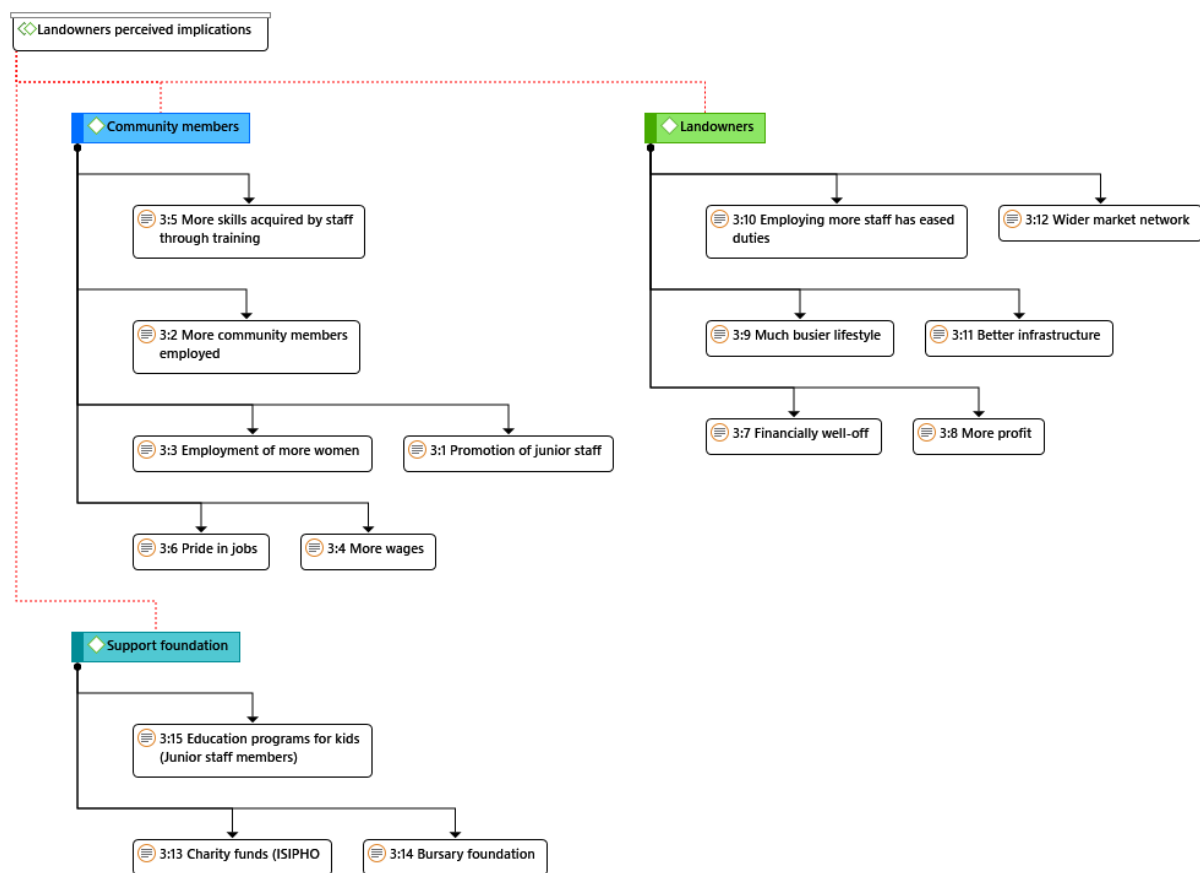 Landowners perceived implications
Community members
Landowners
3:5 More skills acquired by staff
through training
3:10 Employing more staff has eased
duties
3:12 Wider market network
3:2 More community members
employed
3:9 Much busier lifestyle
3:11 Better infrastructure
3:3 Employment of more women
3:1 Promotion of junior staff
3:7 Financially well-off
3:8 More profit
3:6 Pride in jobs
3:4 More wages
Support foundation
3:15 Education programs for kids
(Junior staff members)
3:13 Charity funds (ISIPHO
3:14 Bursary foundation